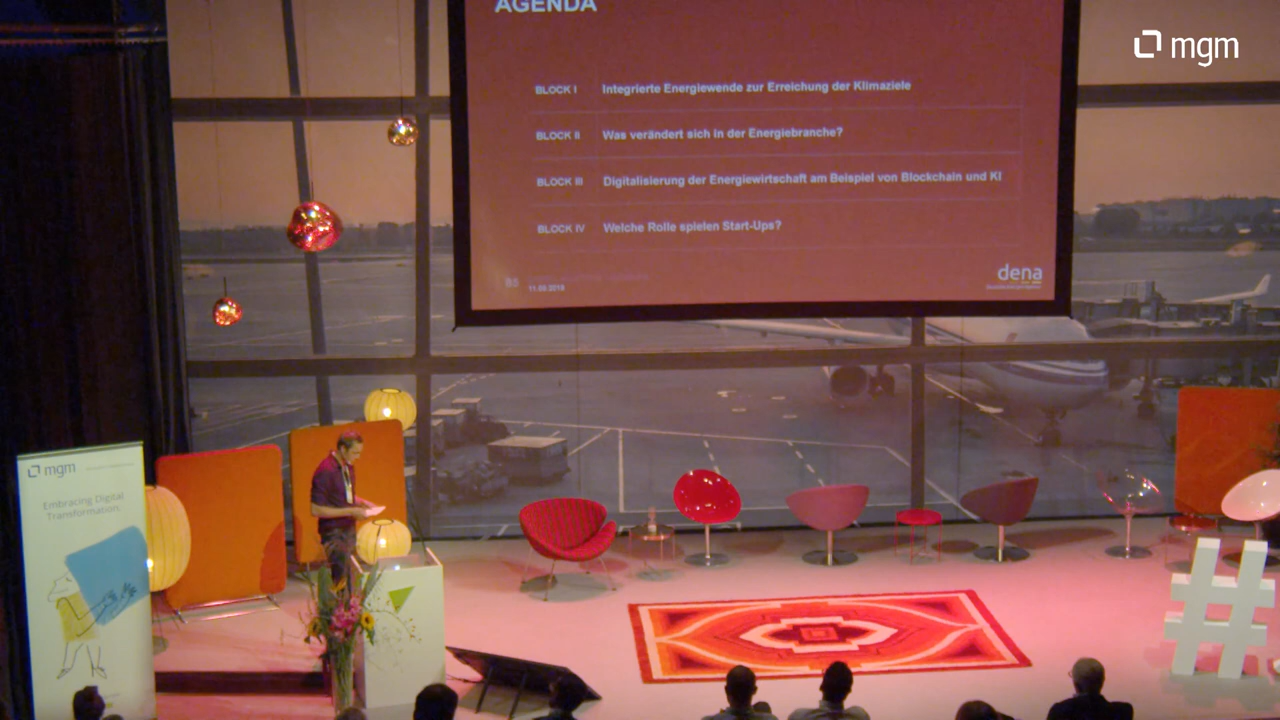 AGENDA
mgm
BLOCK I Integrierte Energiewende zur Erreichung der Klimaziele
BLOCK II Was verändert sich in der Energiebranche?
BLOCK III Digitalisierung der Energiewirtschaft am Beispiel von Blockchain und KI
BLOCK IV Welche Rolle spielen Start-Ups?
dena
mgm
Embracing Digital
Transformation.
#